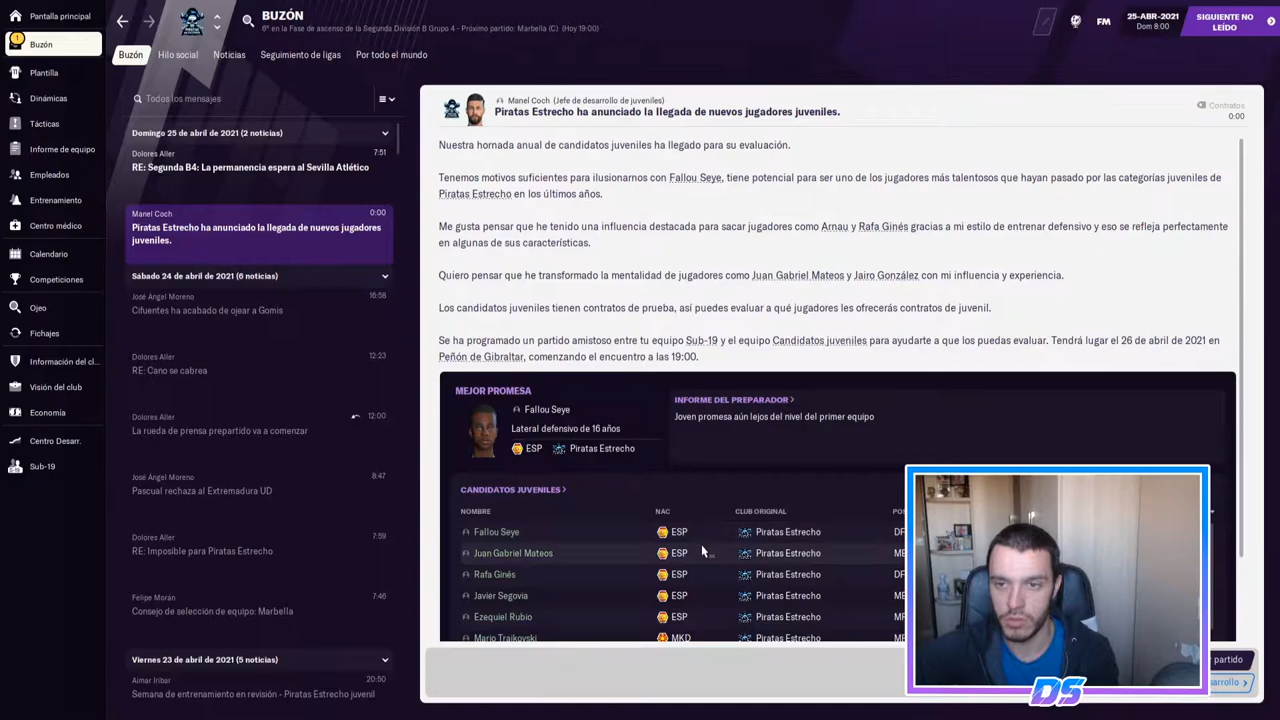 Pantalla principal
1
Buzón
Plantilla
Dinámicas
Tácticas
Informe de equipo
Empleados
Entrenamiento
Centro médico
Calendario
Competiciones
Ojeo
Fichajes
Información del cl...
Visión del club
Economía
Centro Desarr.
Sub-19
BUZÓN
6º en la Fase de ascenso de la Segunda División B Grupo 4 - Próximo partido: Marbella (C) (Hoy 19:00)
FM
25-ABR-2021
Dom 8:00
SIGUIENTE NO LEÍDO
Buzón
Hilo social
Noticias
Seguimiento de ligas
Por todo el mundo
Todos los mensajes
Domingo 25 de abril de 2021 (2 noticias)
Dolores Aller 7:51
RE: Segunda B4: La permanencia espera al Sevilla Atlético
Manel Coch 0:00
Piratas Estrecho ha anunciado la llegada de nuevos jugadores
juveniles.
Sábado 24 de abril de 2021 (6 noticias)
José Ángel Moreno 16:58
Cifuentes ha acabado de ojear a Gomis
Dolores Aller 12:23
RE: Cano se cabrea
Dolores Aller 12:00
La rueda de prensa prepartido va a comenzar
José Ángel Moreno 8:47
Pascual rechaza al Extremadura UD
Dolores Aller 7:59
RE: Imposible para Piratas Estrecho
Felipe Morán 7:46
Consejo de selección de equipo: Marbella
Viernes 23 de abril de 2021 (5 noticias)
Aimar Iribar 20:50
Semana de entrenamiento en revisión - Piratas Estrecho juvenil
Manel Coch (Jefe de desarrollo de juveniles)
Piratas Estrecho ha anunciado la llegada de nuevos jugadores juveniles.
Contratos
0:00
Nuestra hornada anual de candidatos juveniles ha llegado para su evaluación.
Tenemos motivos suficientes para ilusionarnos con Fallou Seye, tiene potencial para ser uno de los jugadores más talentosos que hayan pasado por las categorías juveniles de
Piratas Estrecho en los últimos años.
Me gusta pensar que he tenido una influencia destacada para sacar jugadores como Arnau y Rafa Ginés gracias a mi estilo de entrenar defensivo y eso se refleja perfectamente
en algunas de sus características.
Quiero pensar que he transformado la mentalidad de jugadores como Juan Gabriel Mateos y Jairo González con mi influencia y experiencia.
Los candidatos juveniles tienen contratos de prueba, así puedes evaluar a qué jugadores les ofrecerás contratos de juvenil.
Se ha programado un partido amistoso entre tu equipo Sub-19 y el equipo Candidatos juveniles para ayudarte a que los puedas evaluar. Tendrá lugar el 26 de abril de 2021 en
Peñón de Gibraltar, comenzando el encuentro a las 19:00.
MEJOR PROMESA
Fallou Seye
Lateral defensivo de 16 años
ESP Piratas Estrecho
INFORME DEL PREPARADOR >
Joven promesa aún lejos del nivel del primer equipo
CANDIDATOS JUVENILES >
NOMBRE NAC CLUB ORIGINAL
Fallou Seye ESP Piratas Estrecho
Juan Gabriel Mateos ESP Piratas Estrecho
Rafa Ginés ESP Piratas Estrecho
Javier Segovia ESP Piratas Estrecho
Ezequiel Rubio ESP Piratas Estrecho
Mario Trajkovski MKD Piratas Estrecho
partido
DS